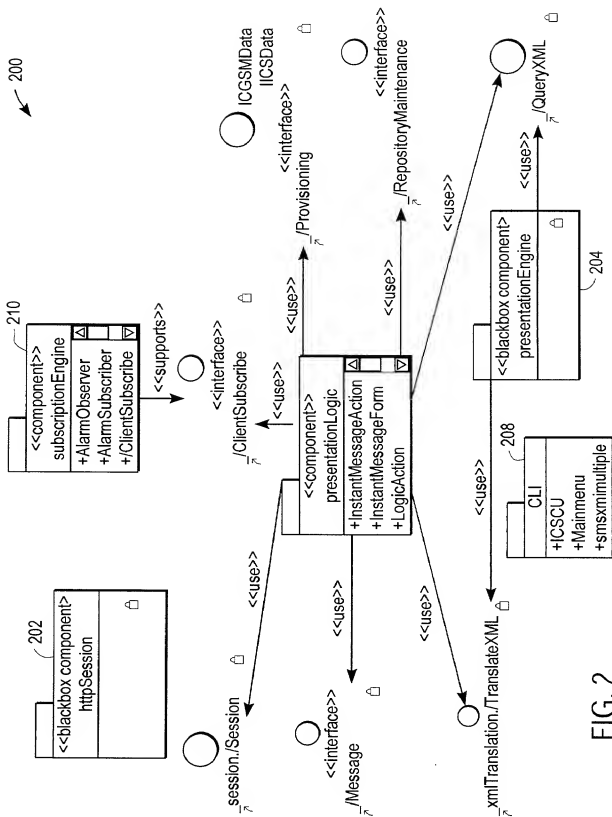 200
202
<<blackbox component>
httpSession
210
<<component>>
subscriptionEngine
+AlarmObserver
+AlarmSubscriber
+/ClientSubscribe
<<supports>>
<<interface>>
/ClientSubscribe
ICGSMData
IICSData
<<interface>>
/Provisioning
<<interface>>
/RepositoryMaintenance
session./Session
<<use>>
<<use>>
<<use>>
<<use>>
<<component>>
presentationLogic
+InstantMessageAction
+InstantMessageForm
+LogicAction
<<interface>>
/Message
<<use>>
<<use>>
<<use>>
xmlTranslation./TranslateXML
<<use>>
<<blackbox component>
presentationEngine
204
<<use>>
/QueryXML
208
CLI
+ICSCU
+Mainmenu
+smsxmimultiple
FIG. 2